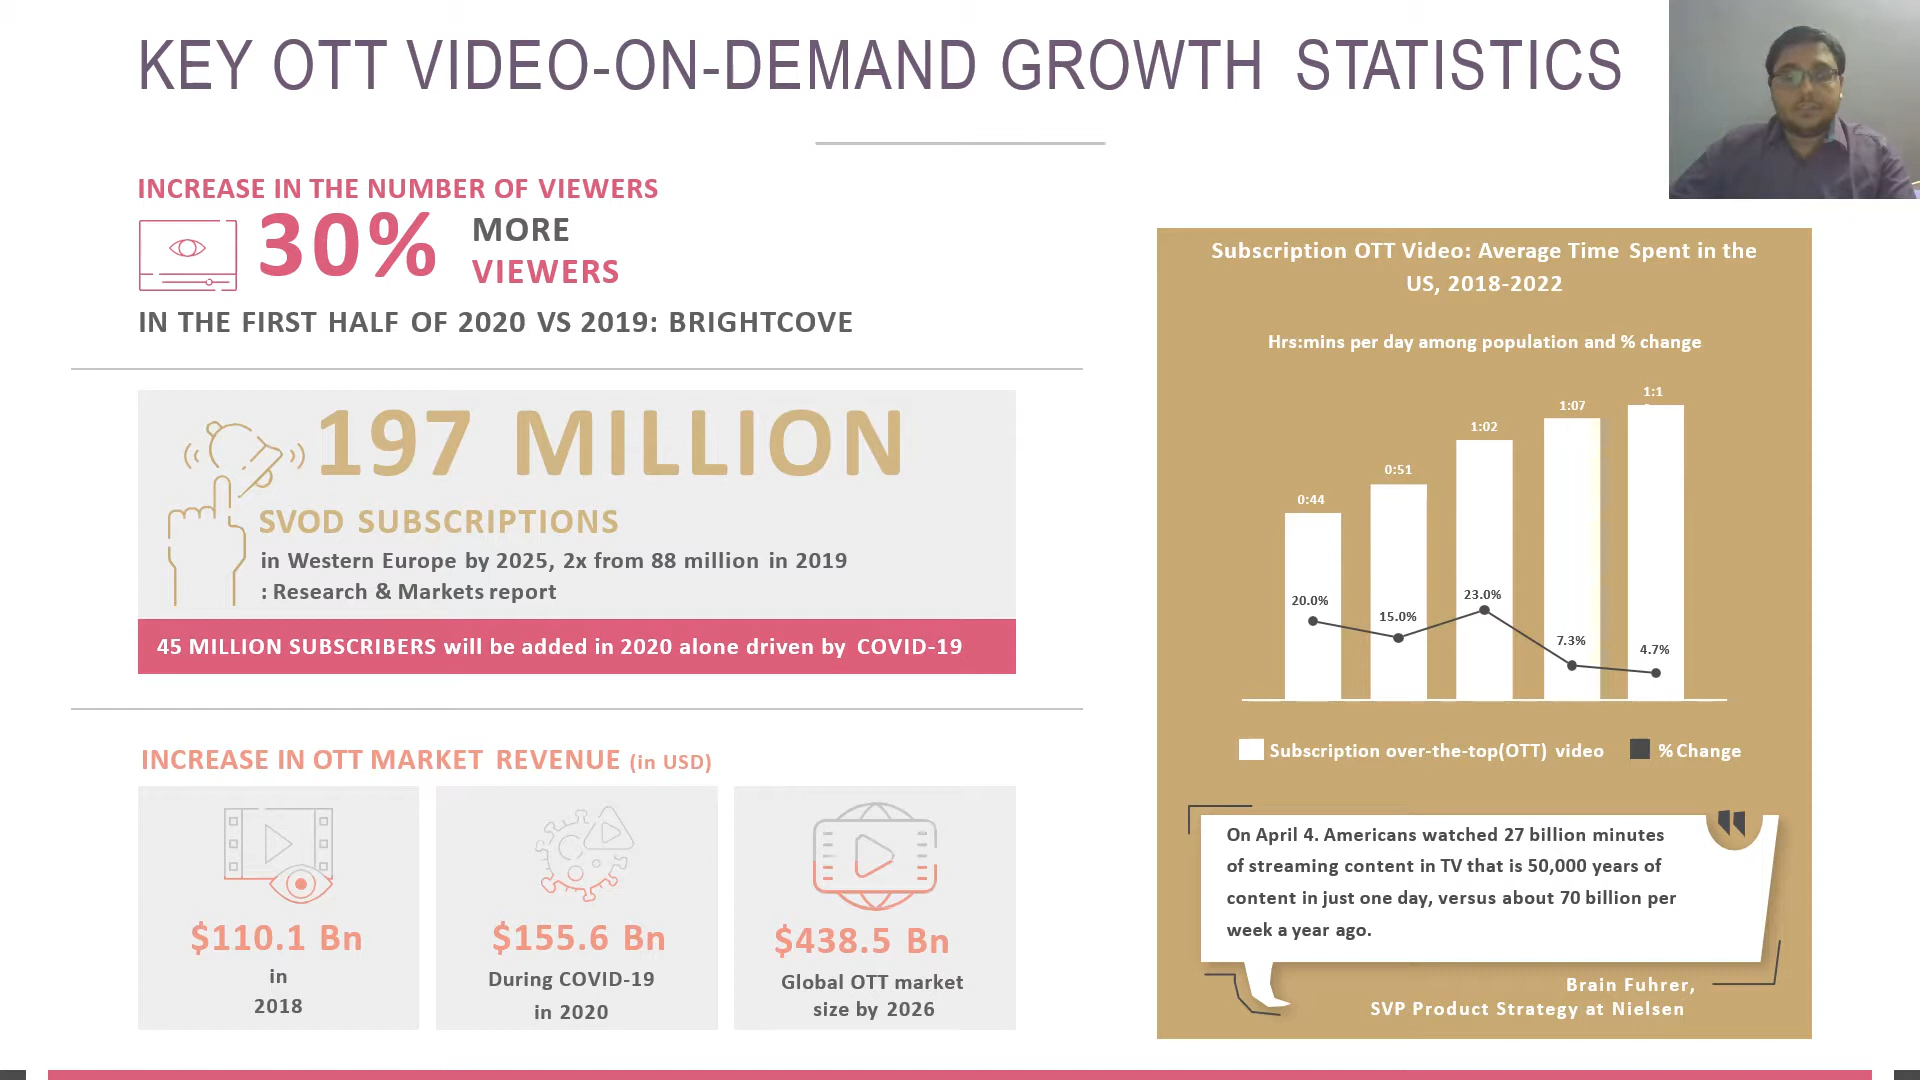 KEY OTT VIDEO-ON-DEMAND GROWTH STATISTICS
INCREASE IN THE NUMBER OF VIEWERS
30%
MORE
VIEWERS
IN THE FIRST HALF OF 2020 VS 2019: BRIGHTCOVE
197 MILLION
SVOD SUBSCRIPTIONS
in Western Europe by 2025, 2x from 88 million in 2019
: Research & Markets report
45 MILLION SUBSCRIBERS will be added in 2020 alone driven by COVID-19
INCREASE IN OTT MARKET REVENUE (in USD)
$110.1 Bn
in
2018
$155.6 Bn
During COVID-19
in 2020
$438.5 Bn
Global OTT market
size by 2026
Subscription OTT Video: Average Time Spent in the
US, 2018-2022
Hrs:mins per day among population and % change
0:44
0:51
1:02
1:07
1:1
20.0%
15.0%
23.0%
7.3%
4.7%
Subscription over-the-top(OTT) video
% Change
On April 4. Americans watched 27 billion minutes
of streaming content in TV that is 50,000 years of
content in just one day, versus about 70 billion per
week a year ago.
Brain Fuhrer,
SVP Product Strategy at Nielsen